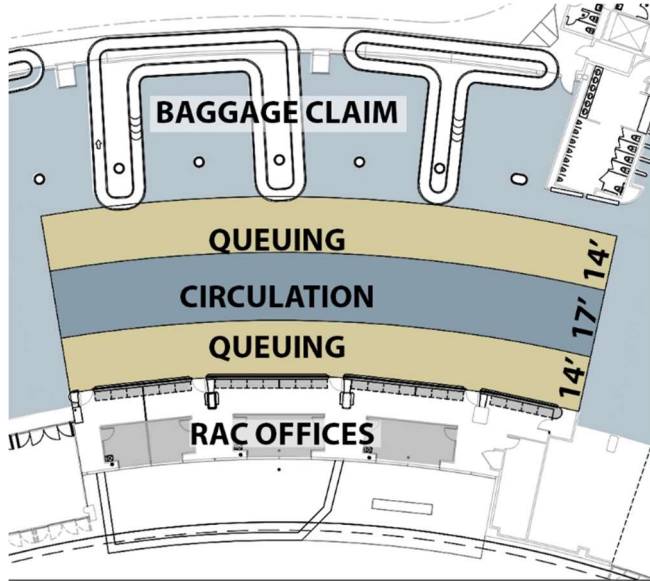 BAGGAGE CLAIM
QUEUING
14'
CIRCULATION
17'
QUEUING
14'
RAC OFFICES